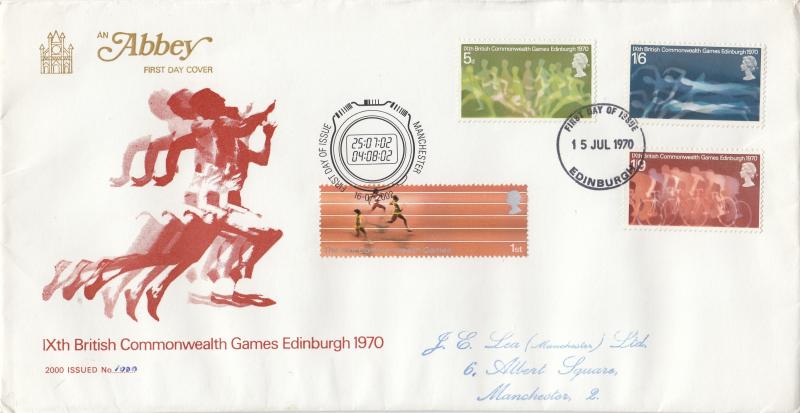 AN
Abbey
FIRST DAY COVER
IXth British Commonwealth Games Edinburgh 1970
5d
IXth British Commonwealth Games Edinburgh 1970
1'6
FIRST DAY OF ISSUE
15 JUL 1970
EDINBURGH
IXth British Commonwealth Games Edinburgh 1970
FIRST DAY OF ISSUE
MANCHESTER
25:07:02
04:08:02
Games
1st
IXth British Commonwealth Games Edinburgh 1970
2000 ISSUED No.
J. E. Lea (Manchester) Ltd.
6, Albert Square,
Manchester, 2.